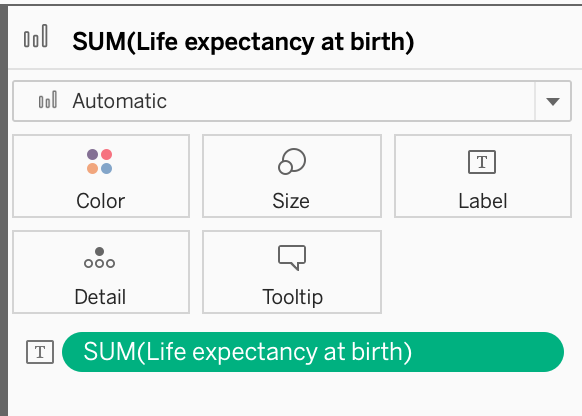 SUM(Life expectancy at birth)
Automatic
Color
Size
T
Label
Detail
Tooltip
T
SUM(Life expectancy at birth)